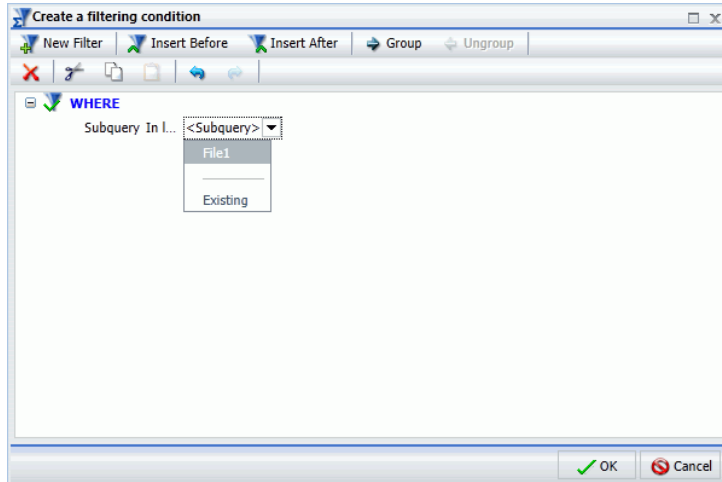 Create a filtering condition
New Filter Insert Before Insert After Group Ungroup
WHERE
Subquery In l... <Subquery>
File1
Existing
OK Cancel